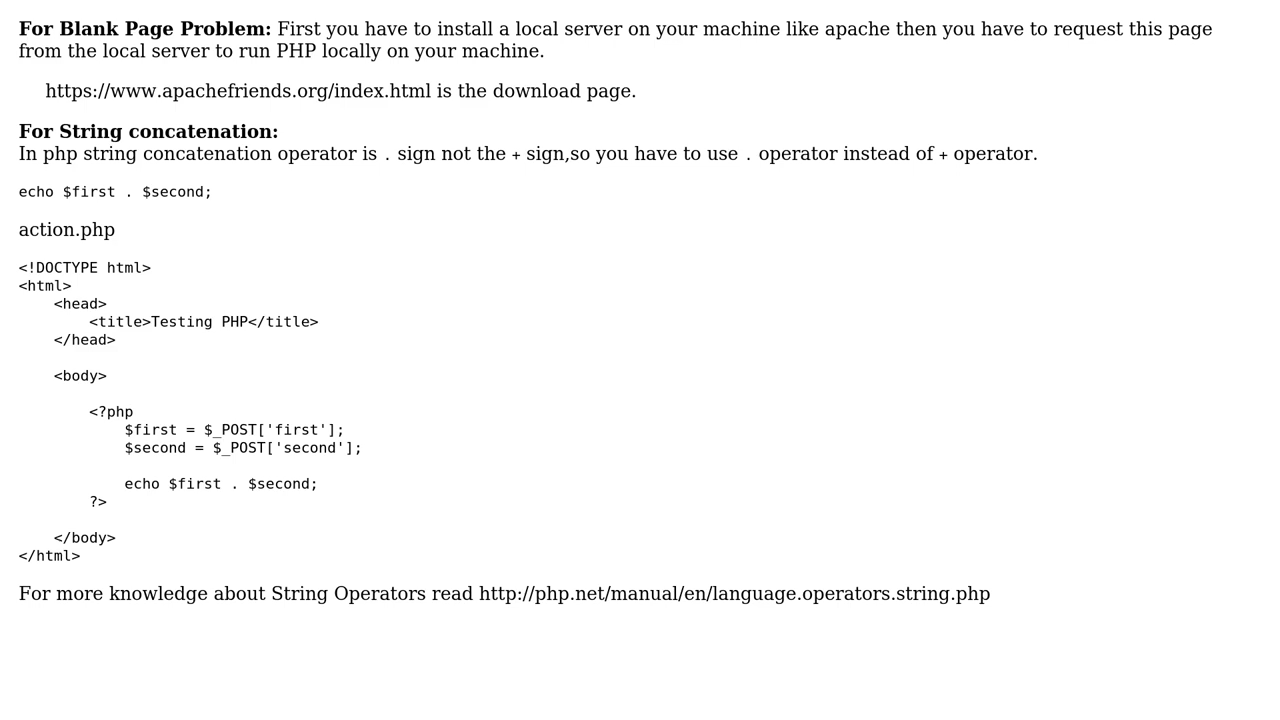 For Blank Page Problem: First you have to install a local server on your machine like apache then you have to request this page
from the local server to run PHP locally on your machine.
https://www.apachefriends.org/index.html is the download page.
For String concatenation:
In php string concatenation operator is . sign not the + sign,so you have to use . operator instead of + operator.
echo $first . $second;
action.php
<!DOCTYPE html>
<html>
    <head>
        <title>Testing PHP</title>
    </head>
    <body>
        <?php
            $first = $_POST['first'];
            $second = $_POST['second'];
            echo $first . $second;
        ?>
    </body>
</html>
For more knowledge about String Operators read http://php.net/manual/en/language.operators.string.php